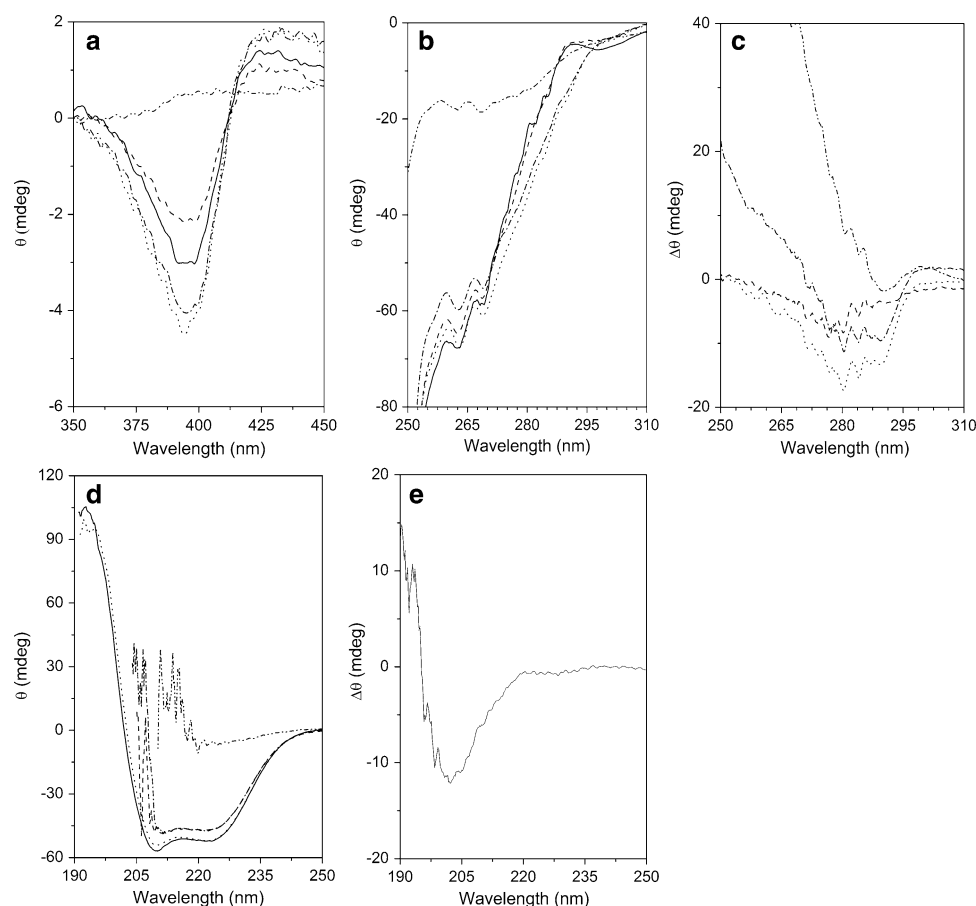 a
2
0
-2
-4
-6
θ (mdeg)
350 375 400 425 450
Wavelength (nm)
b
0
-20
-40
-60
-80
θ (mdeg)
250 265 280 295 310
Wavelength (nm)
c
40
20
0
-20
Δθ (mdeg)
250 265 280 295 310
Wavelength (nm)
d
120
90
60
30
0
-30
-60
θ (mdeg)
190 205 220 235 250
Wavelength (nm)
e
20
10
0
-10
-20
Δθ (mdeg)
190 205 220 235 250
Wavelength (nm)